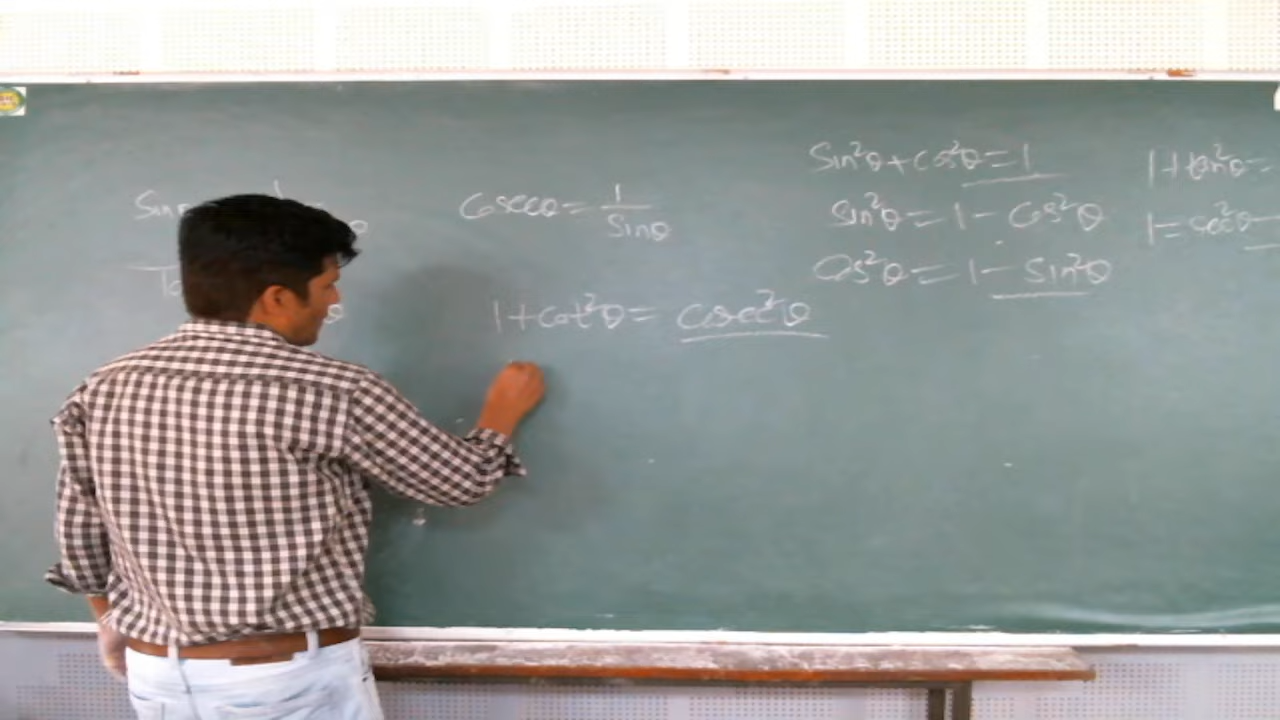 Sin
cosecθ = 1/Sinθ
1+cot²θ = cosec²θ
Sin²θ + cos²θ = 1
Sin²θ = 1 - Cos²θ
Cos²θ = 1 - Sin²θ
1+tan²θ =
1 = sec²θ